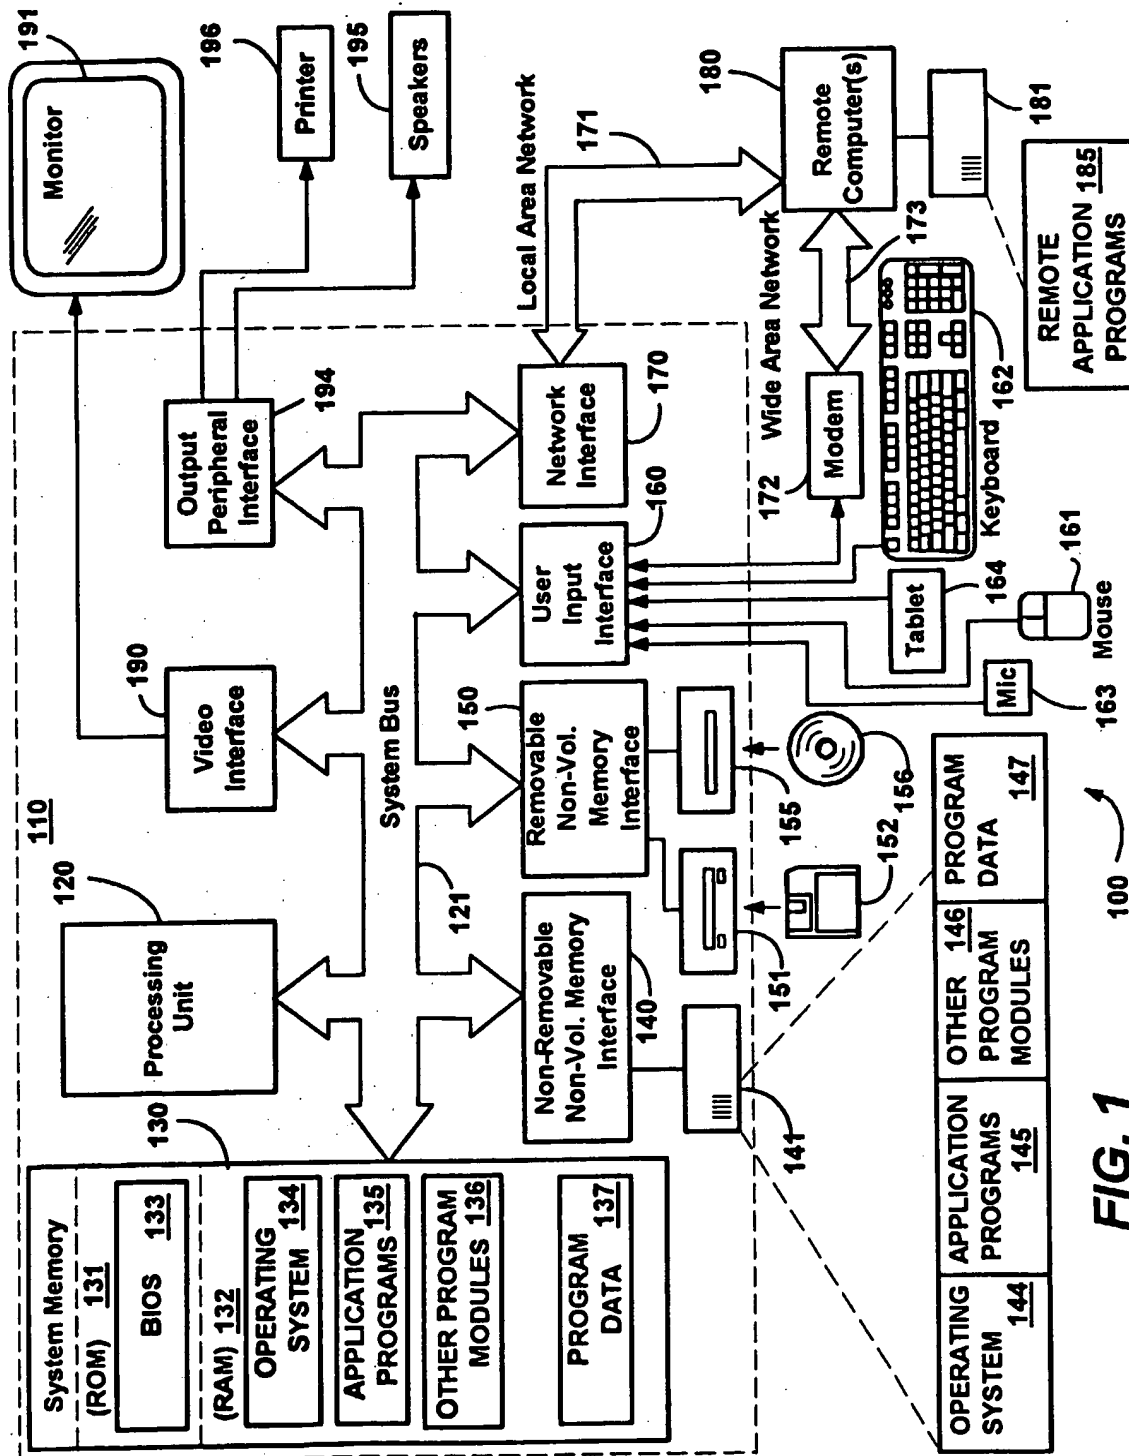 System Memory
(ROM) 131
BIOS 133
(RAM) 132
OPERATING
SYSTEM 134
APPLICATION
PROGRAMS 135
OTHER PROGRAM
MODULES 136
PROGRAM
DATA 137
130
110
120
Processing
Unit
190
Video
Interface
Output
Peripheral
Interface
194
Monitor
191
196
Printer
195
Speakers
System Bus
121
Non-Removable
Non-Vol. Memory
Interface
140
150
Removable
Non-Vol.
Memory
Interface
User
Input
Interface
160
Network
Interface
170
Local Area Network
171
180
Remote
Computer(s)
181
Wide Area Network
173
172
Modem
141
151
152
155
156
Mic
163
Mouse
161
Tablet
164
Keyboard
162
REMOTE
APPLICATION 185
PROGRAMS
OPERATING
SYSTEM 144
APPLICATION
PROGRAMS
145
OTHER 146
PROGRAM
MODULES
PROGRAM
DATA 147
100
FIG. 1